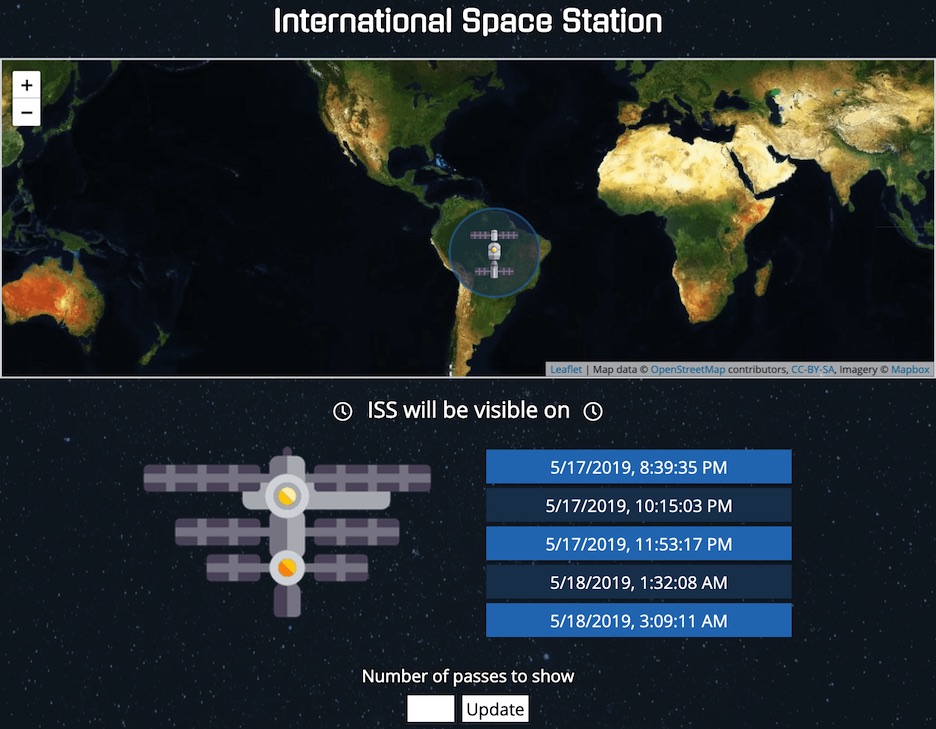 International Space Station
+
−
Leaflet | Map data © OpenStreetMap contributors, CC-BY-SA, Imagery © Mapbox
ISS will be visible on
5/17/2019, 8:39:35 PM
5/17/2019, 10:15:03 PM
5/17/2019, 11:53:17 PM
5/18/2019, 1:32:08 AM
5/18/2019, 3:09:11 AM
Number of passes to show
Update